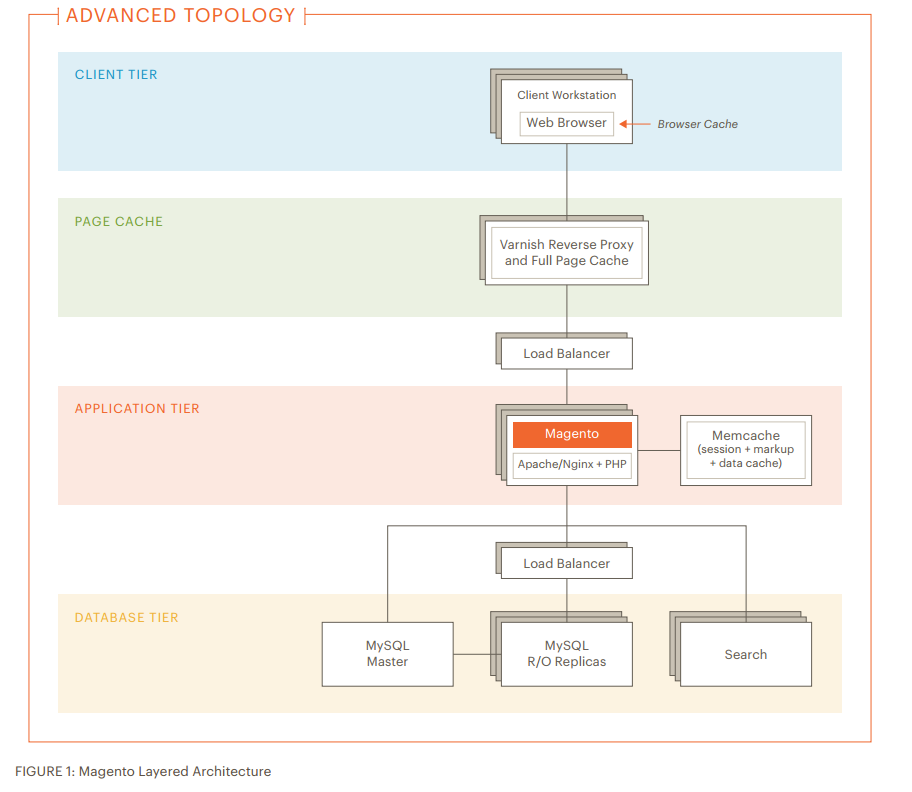 ADVANCED TOPOLOGY
CLIENT TIER
Client Workstation
Web Browser
Browser Cache
PAGE CACHE
Varnish Reverse Proxy
and Full Page Cache
Load Balancer
APPLICATION TIER
Magento
Apache/Nginx + PHP
Memcache
(session + markup
+ data cache)
Load Balancer
DATABASE TIER
MySQL
Master
MySQL
R/O Replicas
Search
FIGURE 1: Magento Layered Architecture